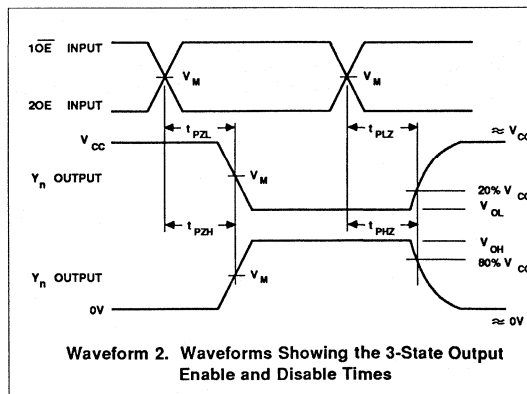 1O̅E̅ INPUT
V_M
V_M
2OE INPUT
t_PZL
t_PLZ
V_CC
≈ V_CC
Y_n OUTPUT
V_M
20% V_CC
V_OL
t_PZH
t_PHZ
V_OH
80% V_CC
Y_n OUTPUT
V_M
0V
≈ 0V
Waveform 2. Waveforms Showing the 3-State Output
Enable and Disable Times